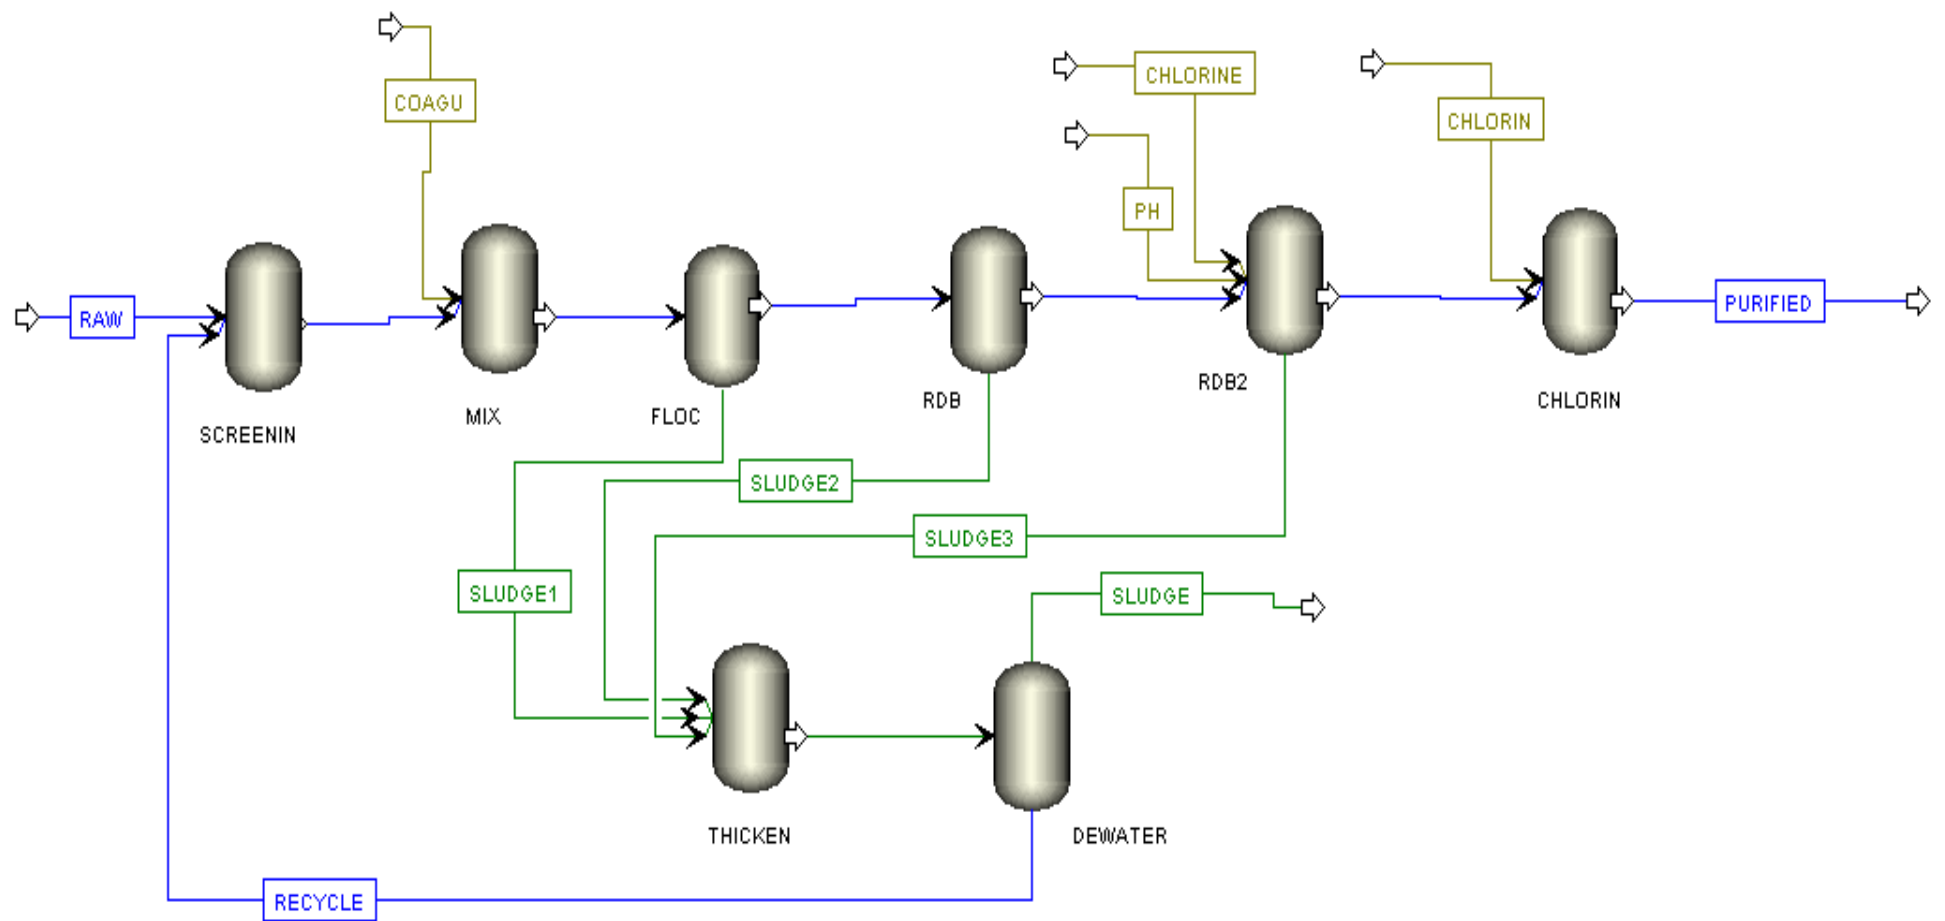 COAGU
CHLORINE
CHLORIN
PH
RAW
PURIFIED
SCREENIN
MIX
FLOC
RDB
RDB2
CHLORIN
SLUDGE2
SLUDGE3
SLUDGE1
SLUDGE
THICKEN
DEWATER
RECYCLE